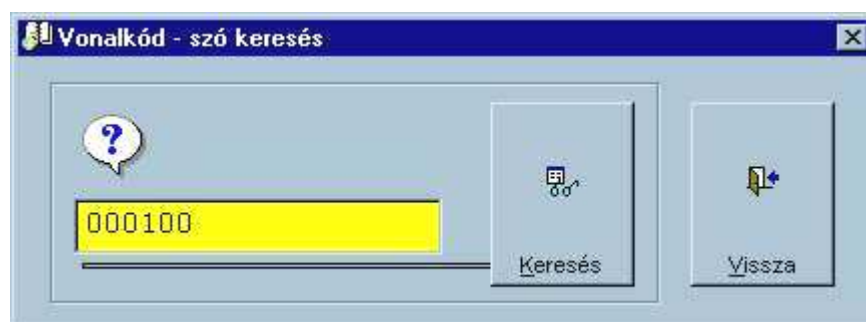 Vonalkód - szó keresés
?
000100
Keresés
Vissza